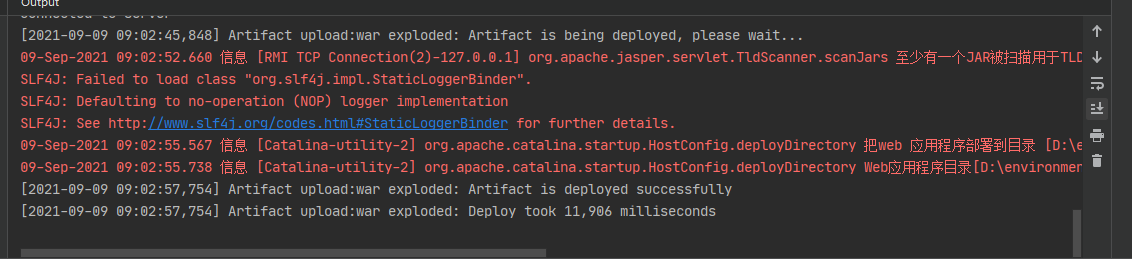 Output
Connected to server
[2021-09-09 09:02:45,848] Artifact upload:war exploded: Artifact is being deployed, please wait...
09-Sep-2021 09:02:52.660 信息 [RMI TCP Connection(2)-127.0.0.1] org.apache.jasper.servlet.TldScanner.scanJars 至少有一个JAR被扫描用于TLD
SLF4J: Failed to load class "org.slf4j.impl.StaticLoggerBinder".
SLF4J: Defaulting to no-operation (NOP) logger implementation
SLF4J: See http://www.slf4j.org/codes.html#StaticLoggerBinder for further details.
09-Sep-2021 09:02:55.567 信息 [Catalina-utility-2] org.apache.catalina.startup.HostConfig.deployDirectory 把web 应用程序部署到目录 [D:\e
09-Sep-2021 09:02:55.738 信息 [Catalina-utility-2] org.apache.catalina.startup.HostConfig.deployDirectory Web应用程序目录[D:\environme
[2021-09-09 09:02:57,754] Artifact upload:war exploded: Artifact is deployed successfully
[2021-09-09 09:02:57,754] Artifact upload:war exploded: Deploy took 11,906 milliseconds